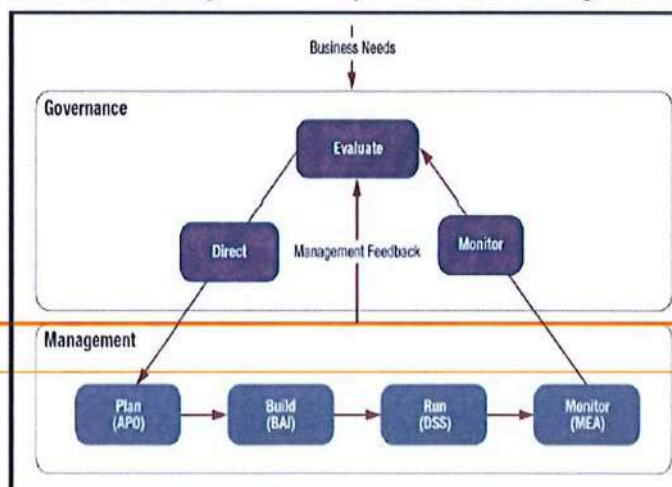 Business Needs
Governance
Evaluate
Direct
Management Feedback
Monitor
Management
Plan
(APO)
Build
(BAI)
Run
(DSS)
Monitor
(MEA)